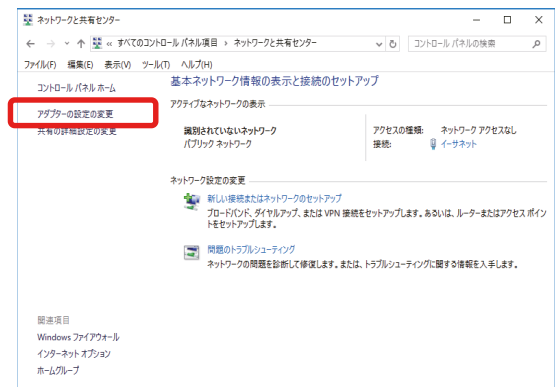 ネットワークと共有センター
« すべてのコントロール パネル項目 › ネットワークと共有センター
コントロール パネルの検索
ファイル(F) 編集(E) 表示(V) ツール(T) ヘルプ(H)
コントロール パネル ホーム
アダプターの設定の変更
共有の詳細設定の変更
基本ネットワーク情報の表示と接続のセットアップ
アクティブなネットワークの表示
識別されていないネットワーク
パブリック ネットワーク
アクセスの種類: ネットワーク アクセスなし
接続: イーサネット
ネットワーク設定の変更
新しい接続またはネットワークのセットアップ
ブロードバンド、ダイヤルアップ、または VPN 接続をセットアップします。あるいは、ルーターまたはアクセス ポイン
トをセットアップします。
問題のトラブルシューティング
ネットワークの問題を診断して修復します。または、トラブルシューティングに関する情報を入手します。
関連項目
Windows ファイアウォール
インターネット オプション
ホームグループ